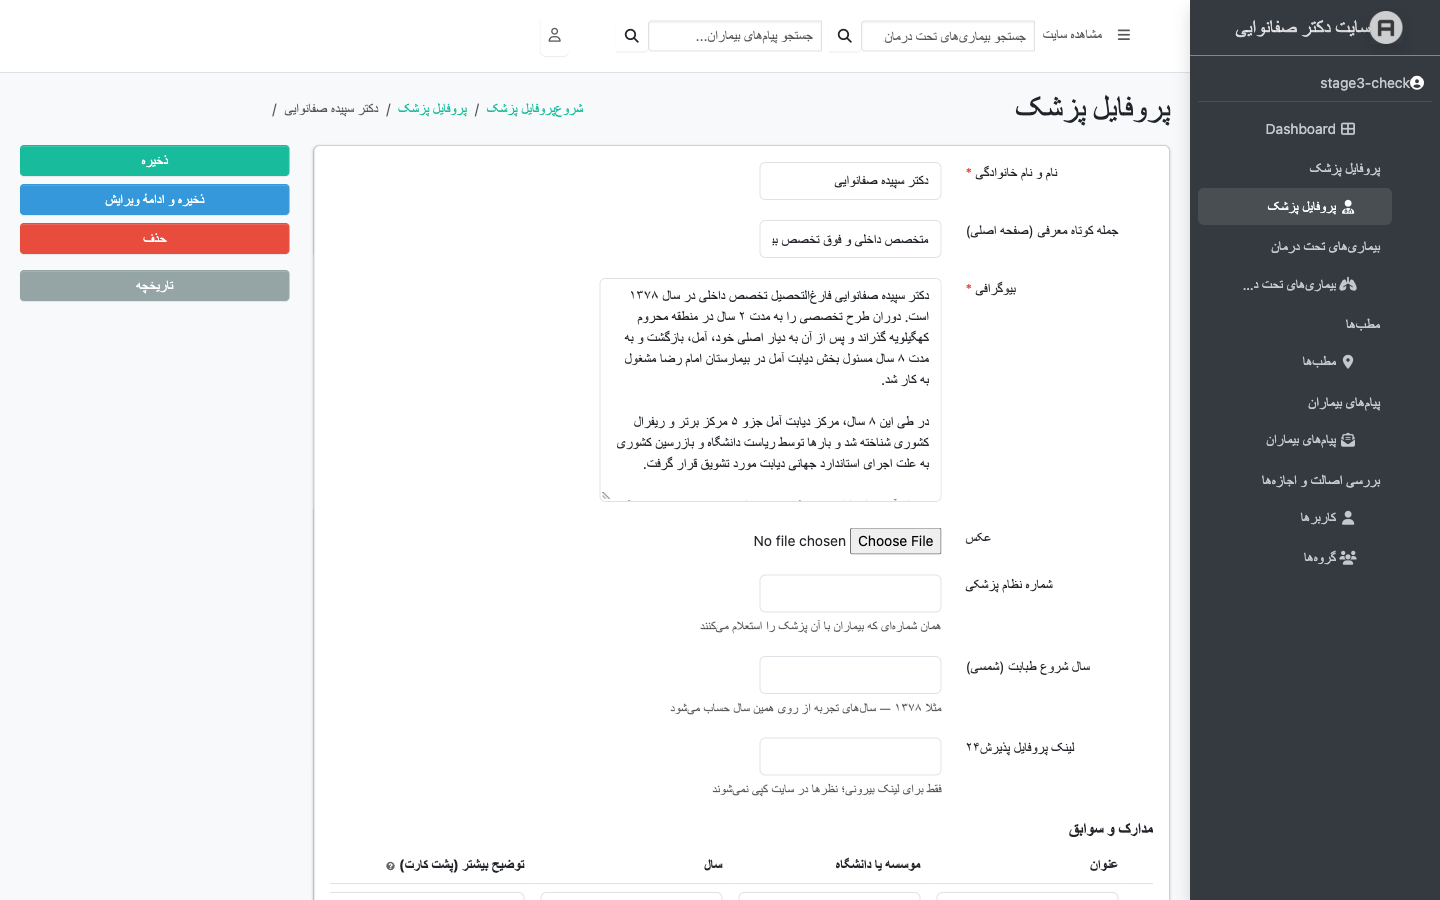 سایت دکتر صفانوایی
stage3-check
Dashboard
پروفایل پزشک
پروفایل پزشک
بیماری‌های تحت درمان
بیماری‌های تحت د...
مطب‌ها
مطب‌ها
پیام‌های بیماران
پیام‌های بیماران
بررسی اصالت و اجازه‌ها
کاربرها
گروه‌ها
مشاهده سایت
جستجو بیماری‌های تحت درمان
جستجو پیام‌های بیماران...
پروفایل پزشک
شروع پروفایل پزشک / پروفایل پزشک / دکتر سپیده صفانوایی /
نام و نام خانوادگی *
دکتر سپیده صفانوایی
جمله کوتاه معرفی (صفحه اصلی)
متخصص داخلی و فوق تخصص
بیوگرافی *
دکتر سپیده صفانوایی فارغ‌التحصیل تخصص داخلی در سال ۱۳۷۸
است. دوران طرح تخصصی را به مدت ۲ سال در منطقه محروم
کهگیلویه گذراند و پس از آن به دیار اصلی خود، آمل، بازگشت و به
مدت ۸ سال مسئول بخش دیابت آمل در بیمارستان امام رضا مشغول
به کار شد.
در طی این ۸ سال، مرکز دیابت آمل جزو ۵ مرکز برتر و ریفرال
کشوری شناخته شد و بارها توسط ریاست دانشگاه و بازرسین کشوری
به علت اجرای استاندارد جهانی دیابت مورد تشویق قرار گرفت.
عکس
Choose File No file chosen
شماره نظام پزشکی
همان شماره‌ای که بیماران با آن پزشک را استعلام می‌کنند
سال شروع طبابت (شمسی)
مثلا ۱۳۷۸ — سال‌های تجربه از روی همین سال حساب می‌شود
لینک پروفایل پذیرش۲۴
فقط برای لینک بیرونی؛ نظرها در سایت کپی نمی‌شوند
مدارک و سوابق
عنوان
موسسه یا دانشگاه
سال
توضیح بیشتر (پشت کارت)
ذخیره
ذخیره و ادامهٔ ویرایش
حذف
تاریخچه